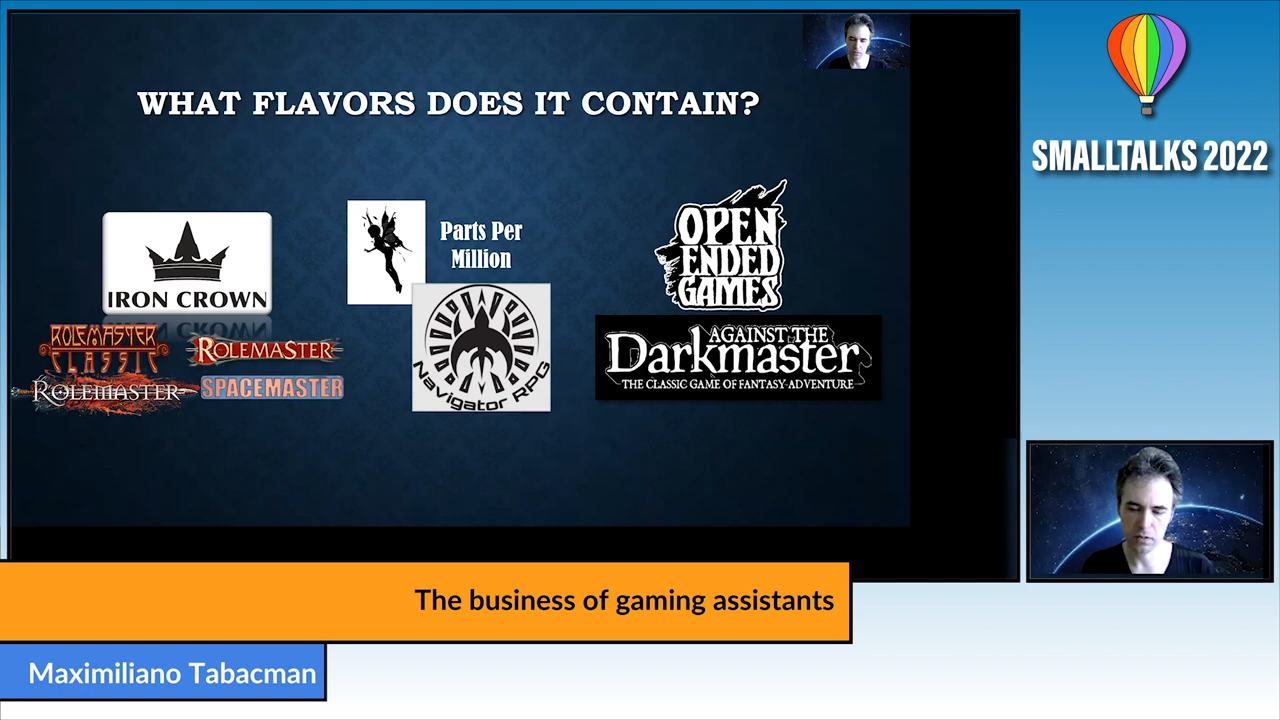 WHAT FLAVORS DOES IT CONTAIN?
IRON CROWN
ROLEMASTER
CLASSIC
ROLEMASTER
ROLEMASTER
SPACEMASTER
Parts Per
Million
Navigator RPG
OPEN
ENDED
GAMES
AGAINST THE
Darkmaster
THE CLASSIC GAME OF FANTASY ADVENTURE
SMALLTALKS 2022
The business of gaming assistants
Maximiliano Tabacman